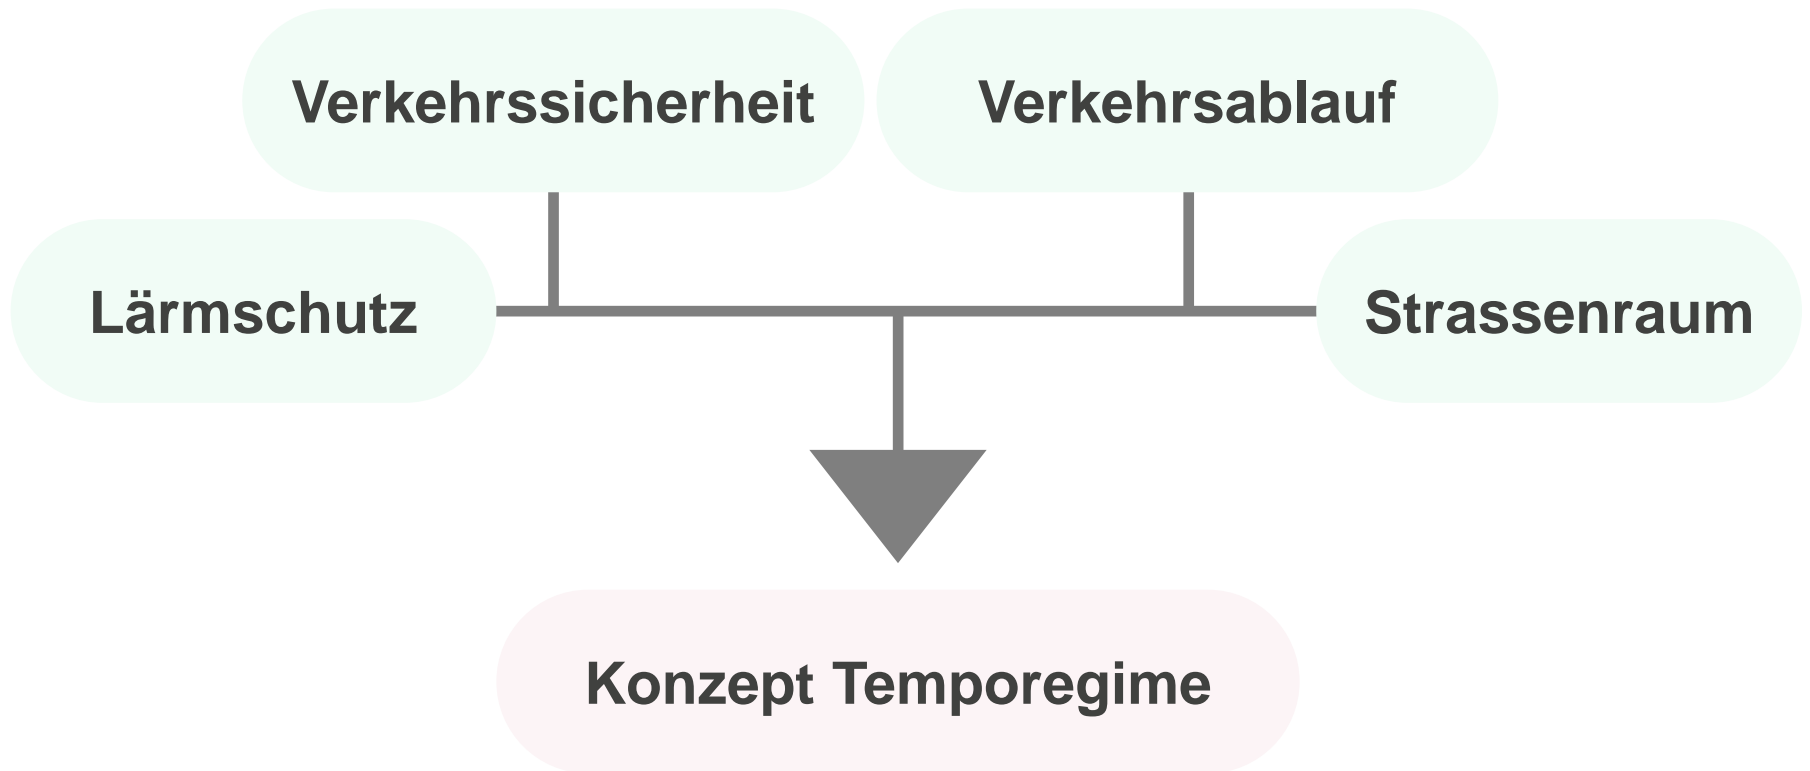 Verkehrssicherheit
Verkehrsablauf
Lärmschutz
Strassenraum
Konzept Temporegime